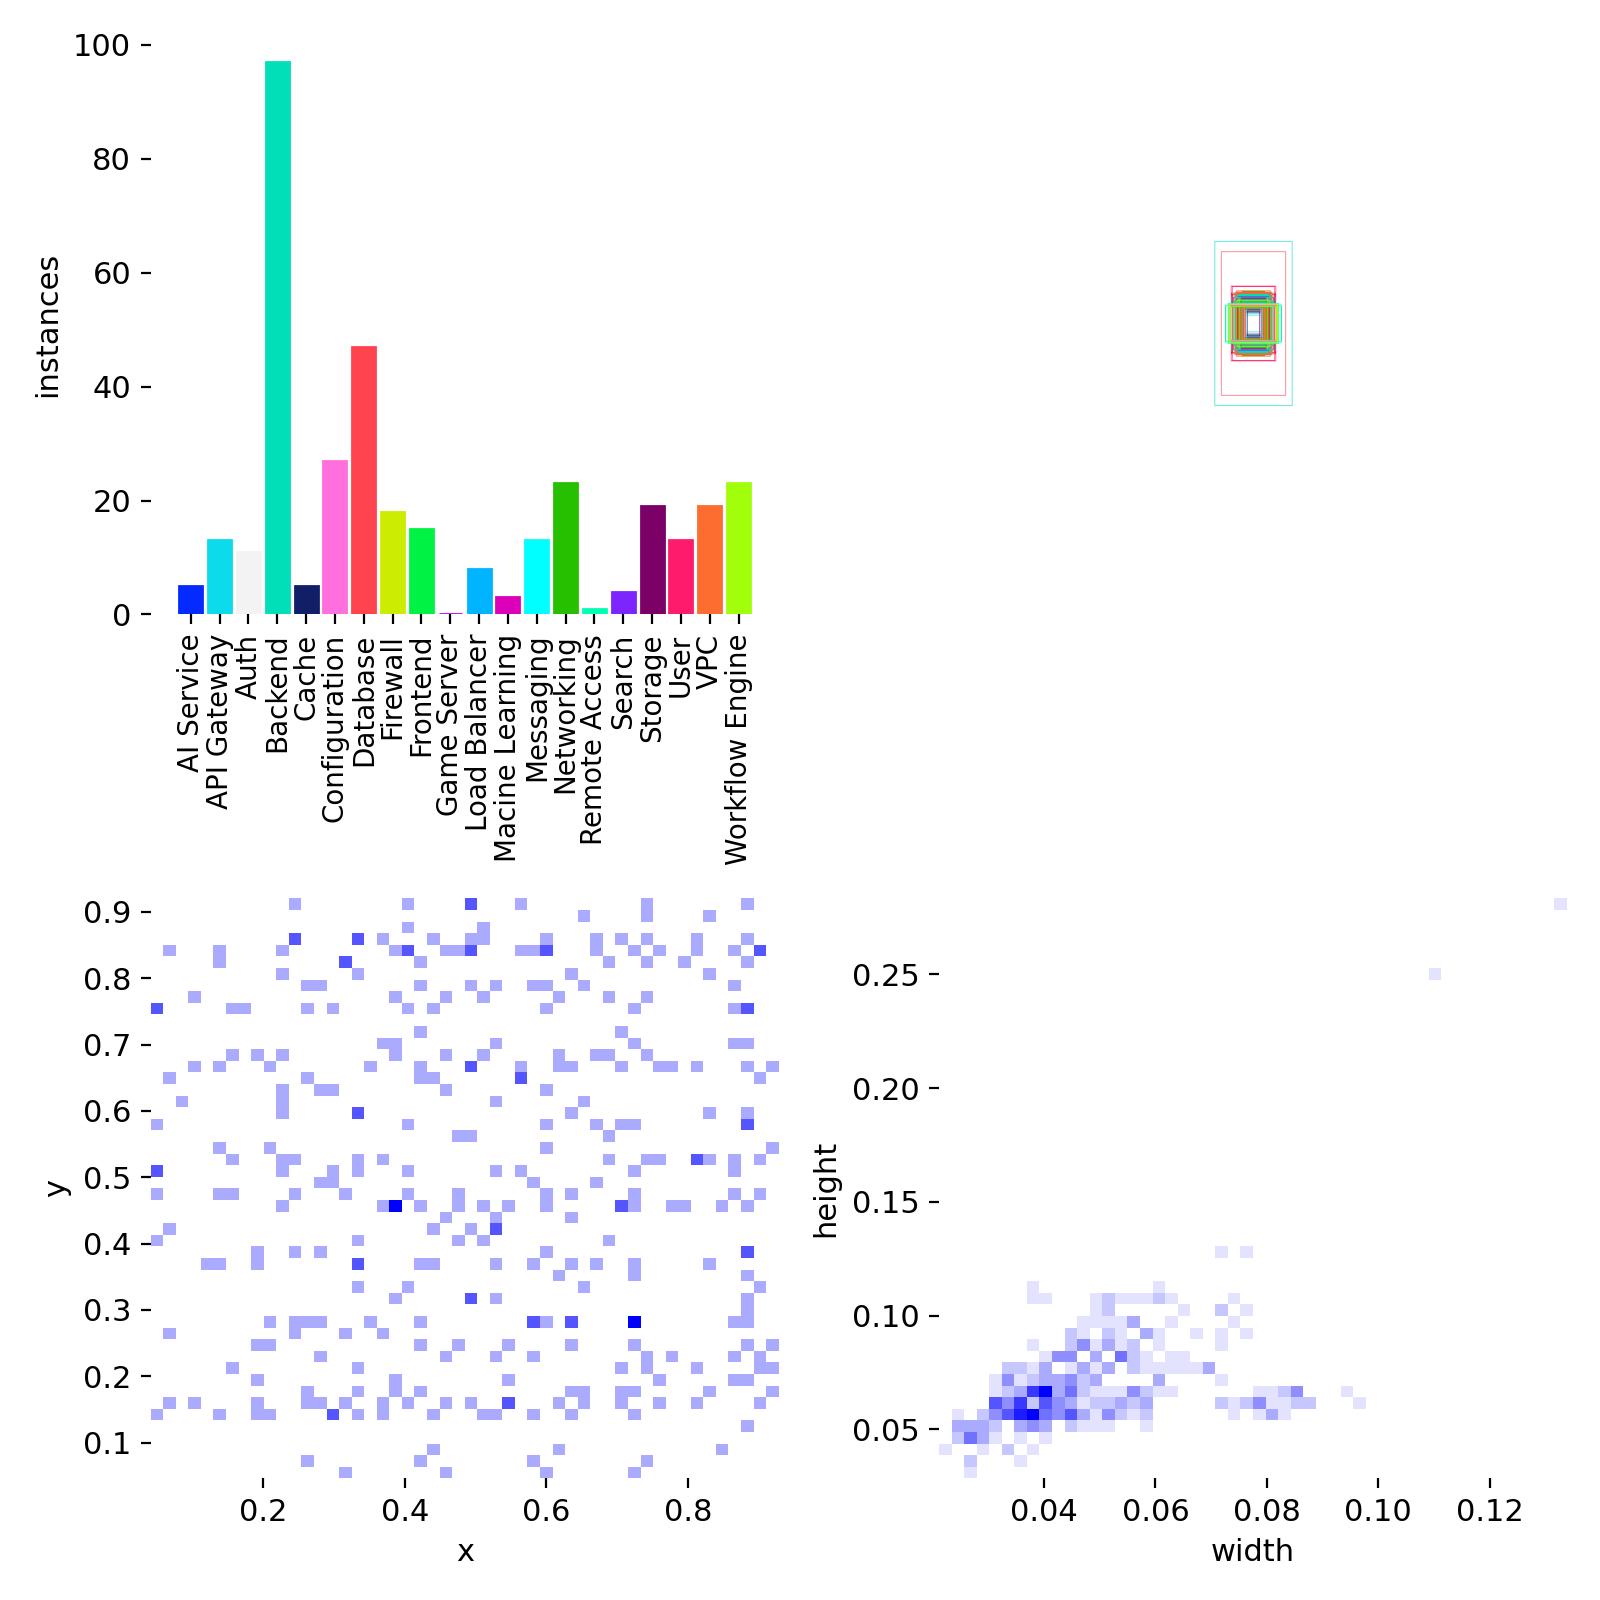 100
80
60
40
20
0
instances
AI Service
API Gateway
Auth
Backend
Cache
Configuration
Database
Firewall
Frontend
Game Server
Load Balancer
Macine Learning
Messaging
Networking
Remote Access
Search
Storage
User
VPC
Workflow Engine
0.9
0.8
0.7
0.6
0.5
0.4
0.3
0.2
0.1
y
0.2 0.4 0.6 0.8
x
0.25
0.20
0.15
0.10
0.05
height
0.04 0.06 0.08 0.10 0.12
width